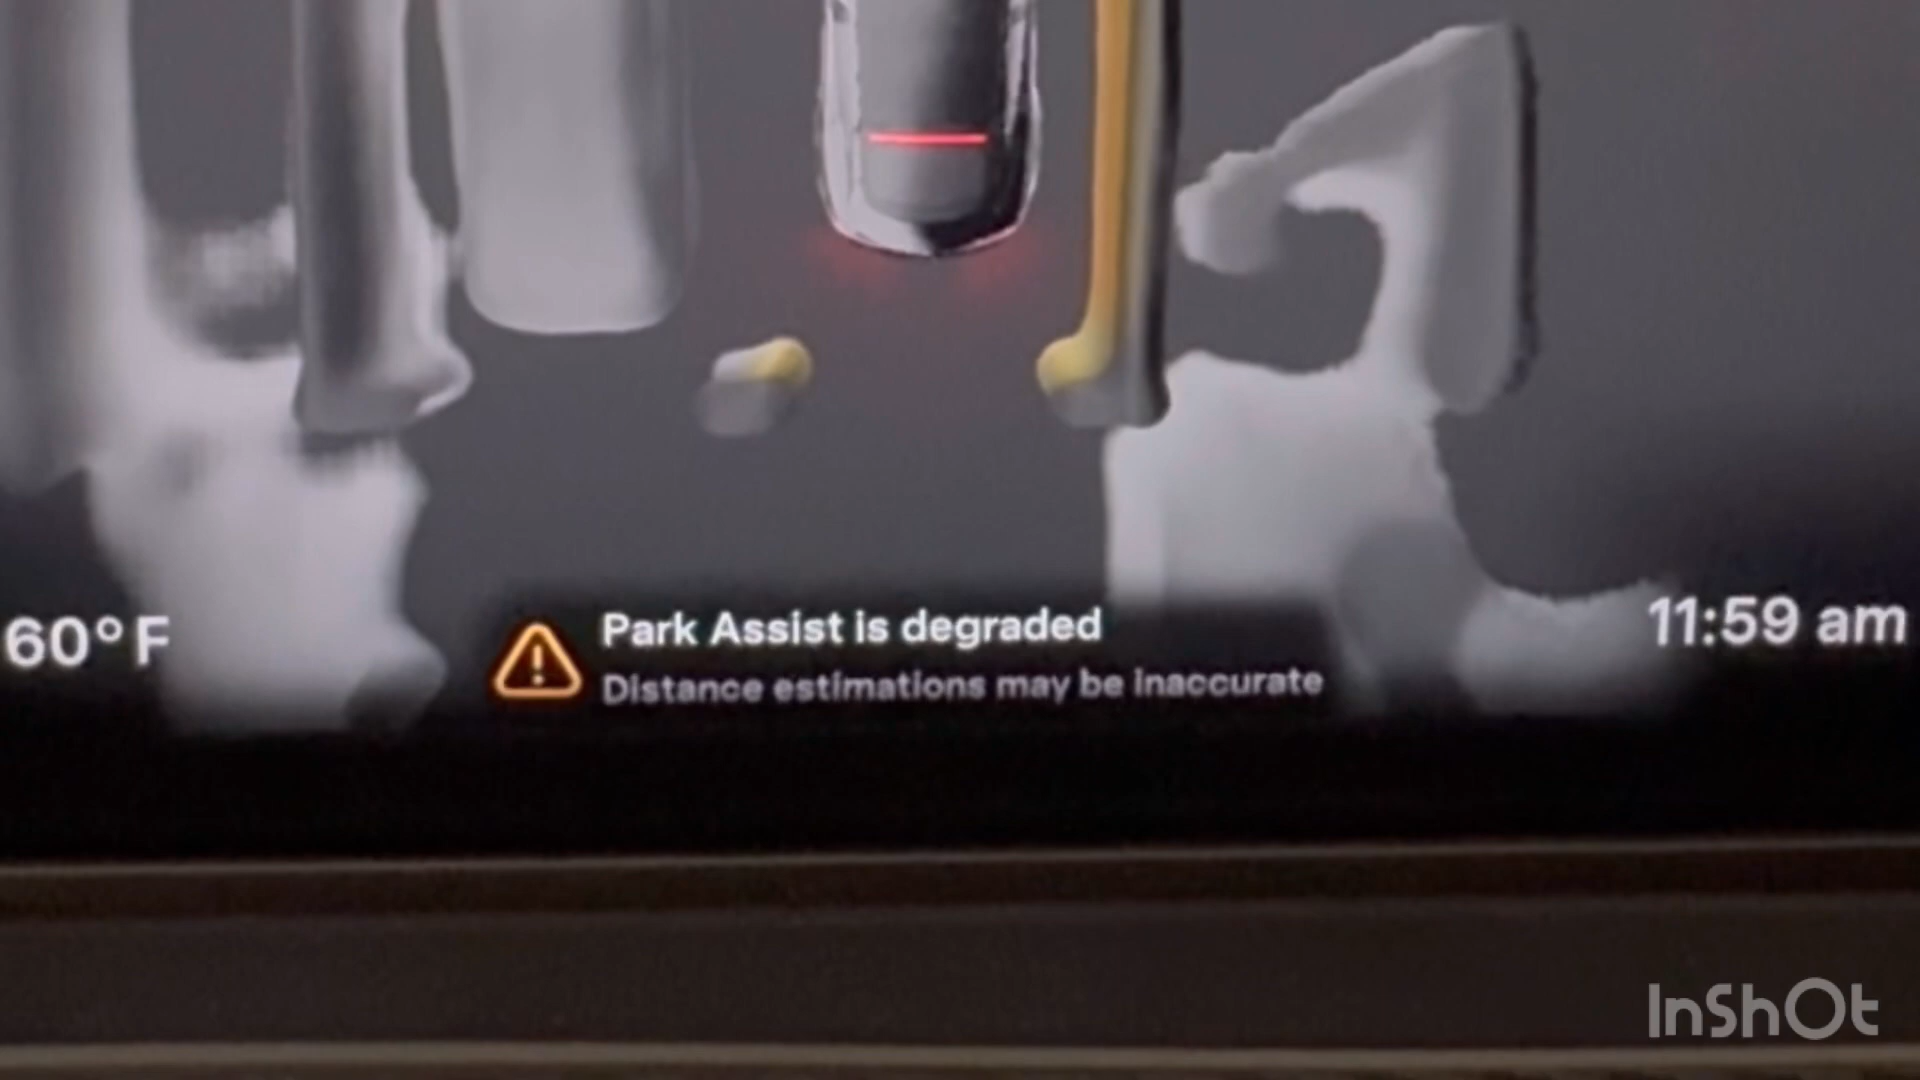 60°F
Park Assist is degraded
Distance estimations may be inaccurate
11:59 am
InShOt